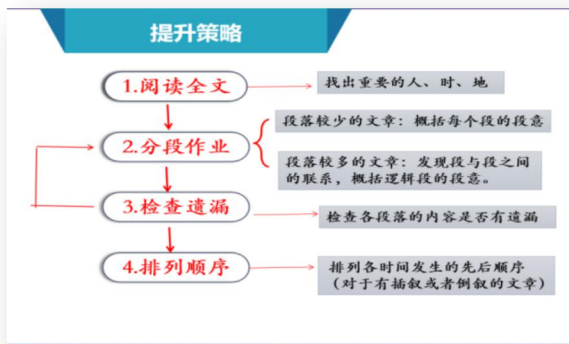 提升策略
1.阅读全文
找出重要的人、时、地
2.分段作业
段落较少的文章：概括每个段的段意
段落较多的文章：发现段与段之间
的联系，概括逻辑段的段意。
3.检查遗漏
检查各段落的内容是否有遗漏
4.排列顺序
排列各时间发生的先后顺序
（对于有插叙或者倒叙的文章）